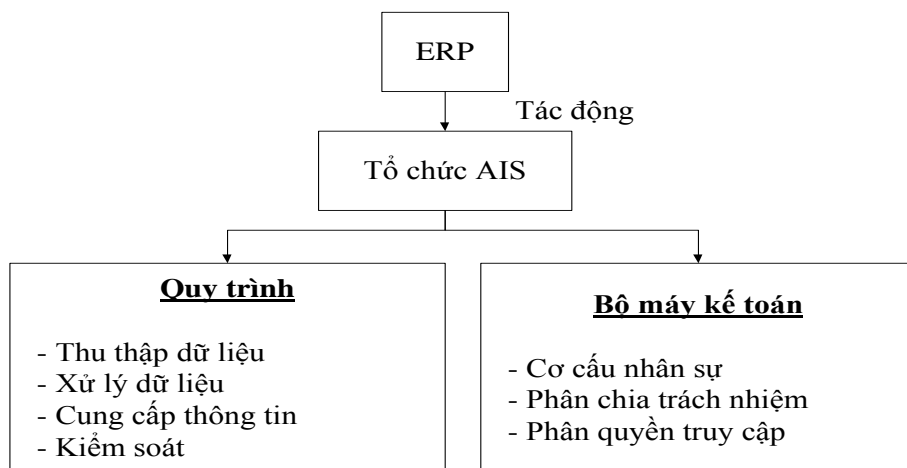 ERP
Tác động
Tổ chức AIS
Quy trình
- Thu thập dữ liệu
- Xử lý dữ liệu
- Cung cấp thông tin
- Kiểm soát
Bộ máy kế toán
- Cơ cấu nhân sự
- Phân chia trách nhiệm
- Phân quyền truy cập